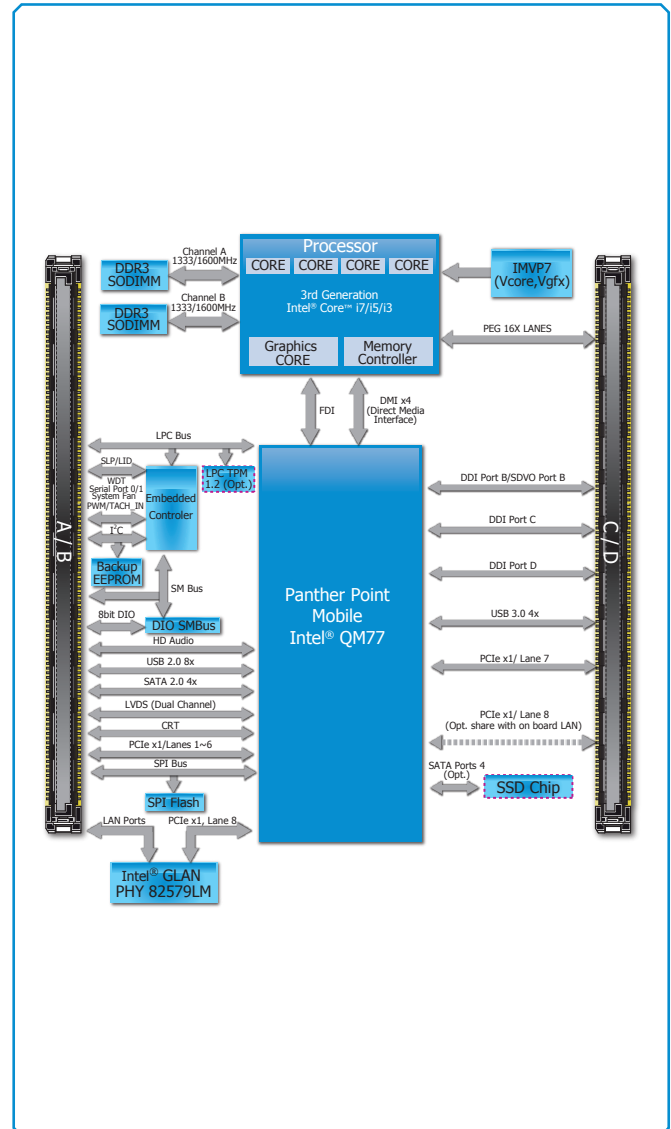 Processor
CORE CORE CORE CORE
3rd Generation
Intel® Core™ i7/i5/i3
Graphics
CORE
Memory
Controller
DDR3
SODIMM
Channel A
1333/1600MHz
DDR3
SODIMM
Channel B
1333/1600MHz
IMVP7
(Vcore,Vgfx)
PEG 16X LANES
FDI
DMI x4
(Direct Media
Interface)
A / B
C / D
LPC Bus
SLP/LID
WDT
Serial Port 0/1
System Fan
PWM/TACH_IN
I²C
Embedded
Controler
LPC TPM
1.2 (Opt.)
Backup
EEPROM
SM Bus
8bit DIO
DIO SMBus
HD Audio
USB 2.0 8x
SATA 2.0 4x
LVDS (Dual Channel)
CRT
PCIe x1/Lanes 1~6
SPI Bus
SPI Flash
LAN Ports
PCIe x1, Lane 8
Intel® GLAN
PHY 82579LM
Panther Point
Mobile
Intel® QM77
DDI Port B/SDVO Port B
DDI Port C
DDI Port D
USB 3.0 4x
PCIe x1/ Lane 7
PCIe x1/ Lane 8
(Opt. share with on board LAN)
SATA Ports 4
(Opt.)
SSD Chip